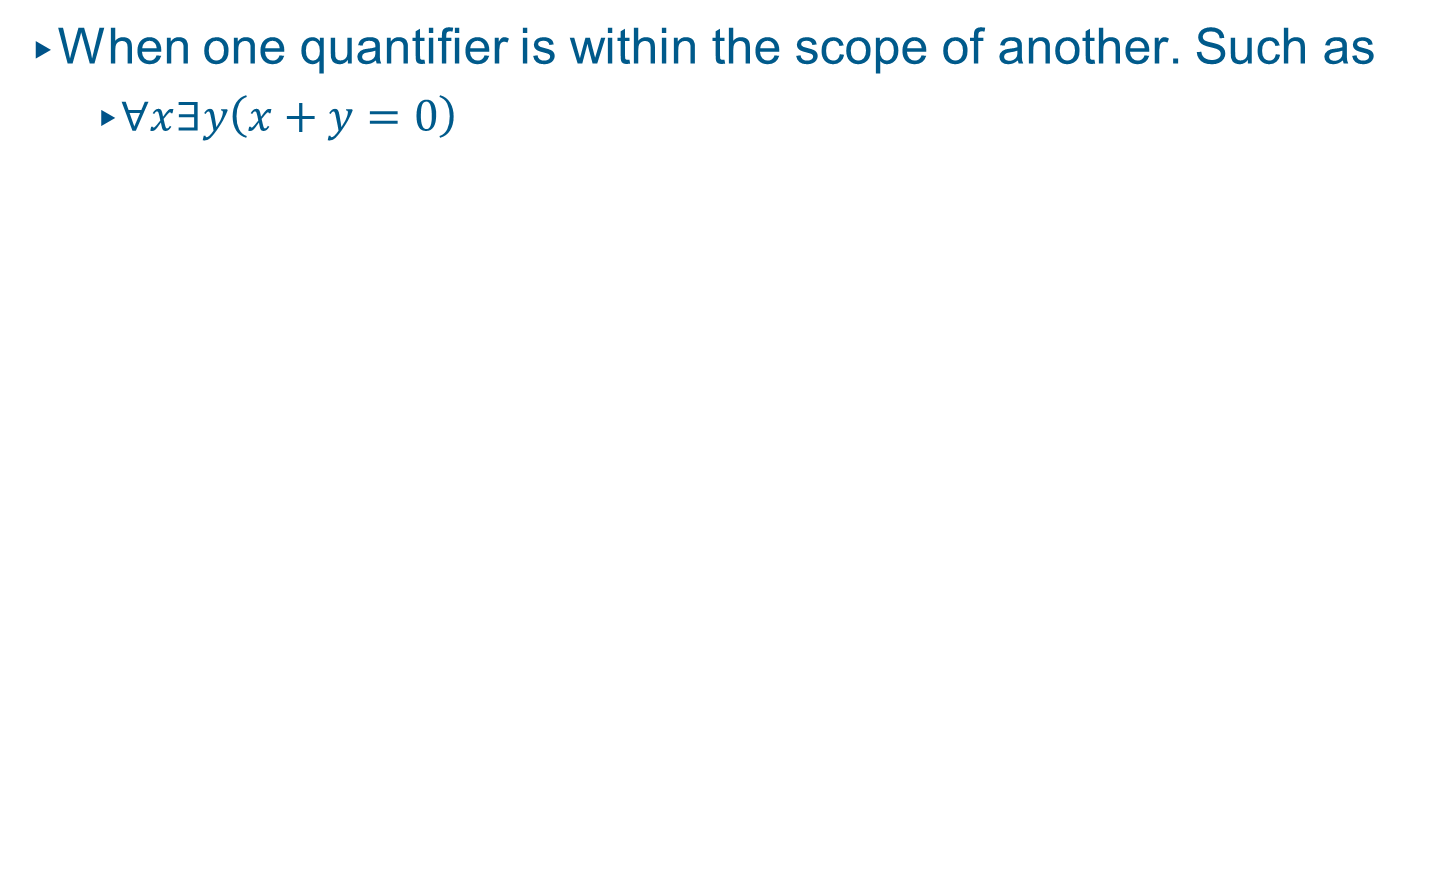 ▸When one quantifier is within the scope of another. Such as
▸∀𝑥∃𝑦(𝑥 + 𝑦 = 0)